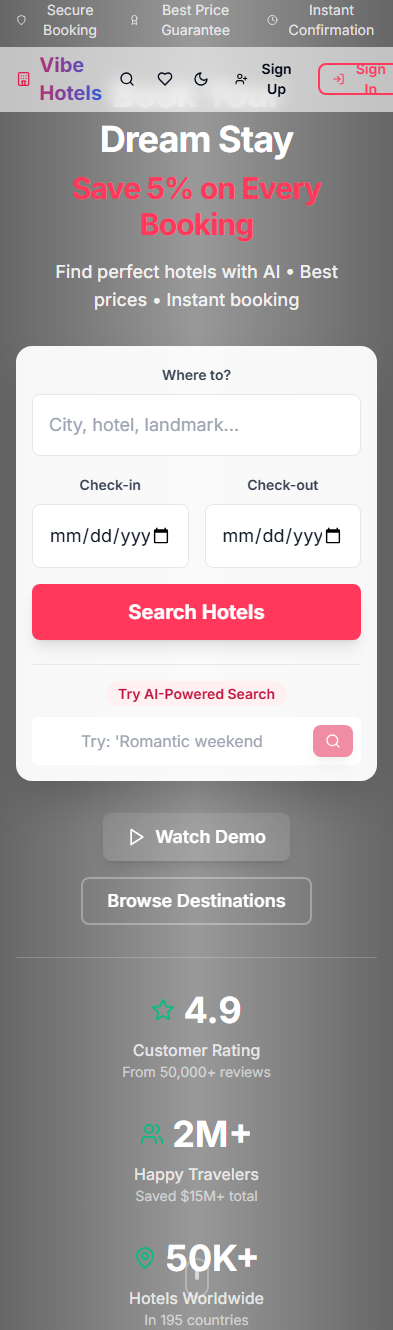 Secure
Booking
Best Price
Guarantee
Instant
Confirmation
Vibe
Hotels
Sign
Up
Sign
In
Book Your
Dream Stay
Save 5% on Every
Booking
Find perfect hotels with AI • Best
prices • Instant booking
Where to?
City, hotel, landmark...
Check-in
Check-out
mm/dd/yyy
mm/dd/yyy
Search Hotels
Try AI-Powered Search
Try: 'Romantic weekend
Watch Demo
Browse Destinations
4.9
Customer Rating
From 50,000+ reviews
2M+
Happy Travelers
Saved $15M+ total
50K+
Hotels Worldwide
In 195 countries